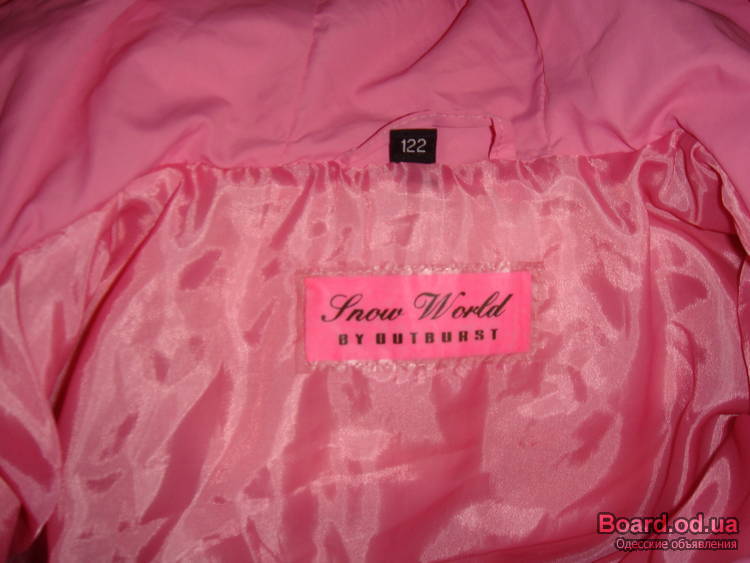 122
Snow World
BY OUTBURST
Board.od.ua
Одесские объявления